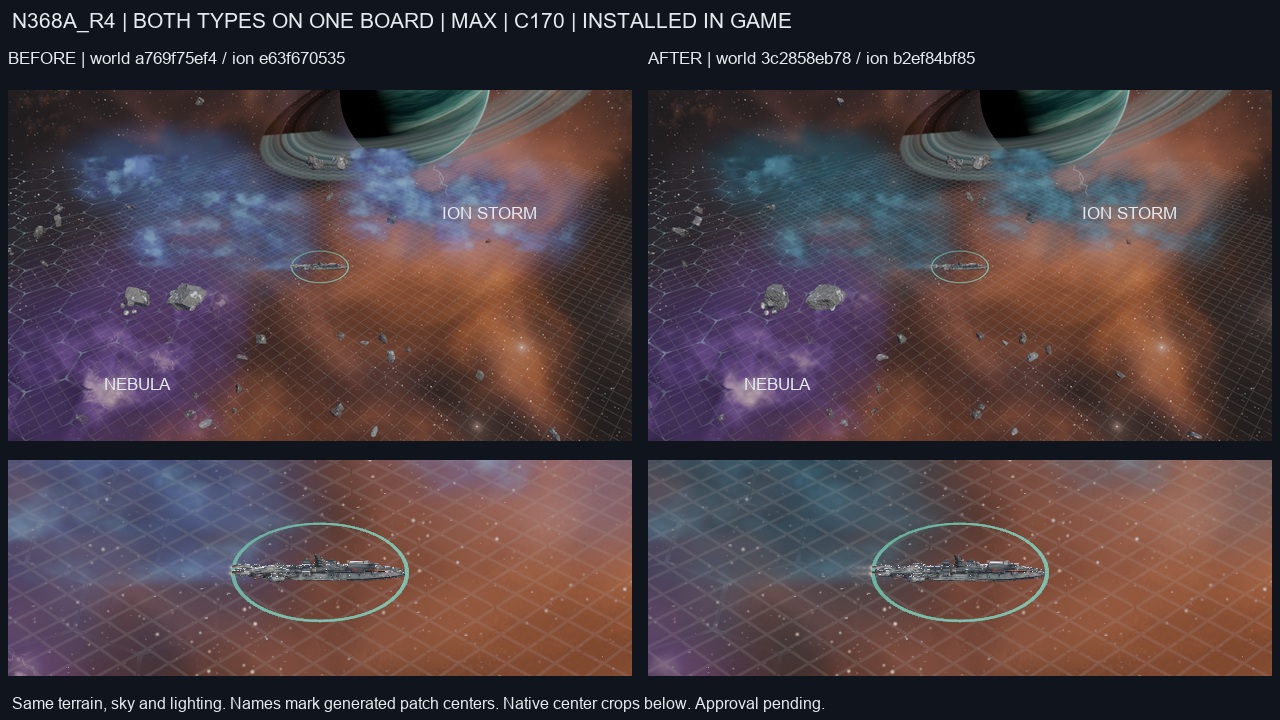 N368A_R4 | BOTH TYPES ON ONE BOARD | MAX | C170 | INSTALLED IN GAME
BEFORE | world a769f75ef4 / ion e63f670535
AFTER | world 3c2858eb78 / ion b2ef84bf85
ION STORM
NEBULA
ION STORM
NEBULA
Same terrain, sky and lighting. Names mark generated patch centers. Native center crops below. Approval pending.